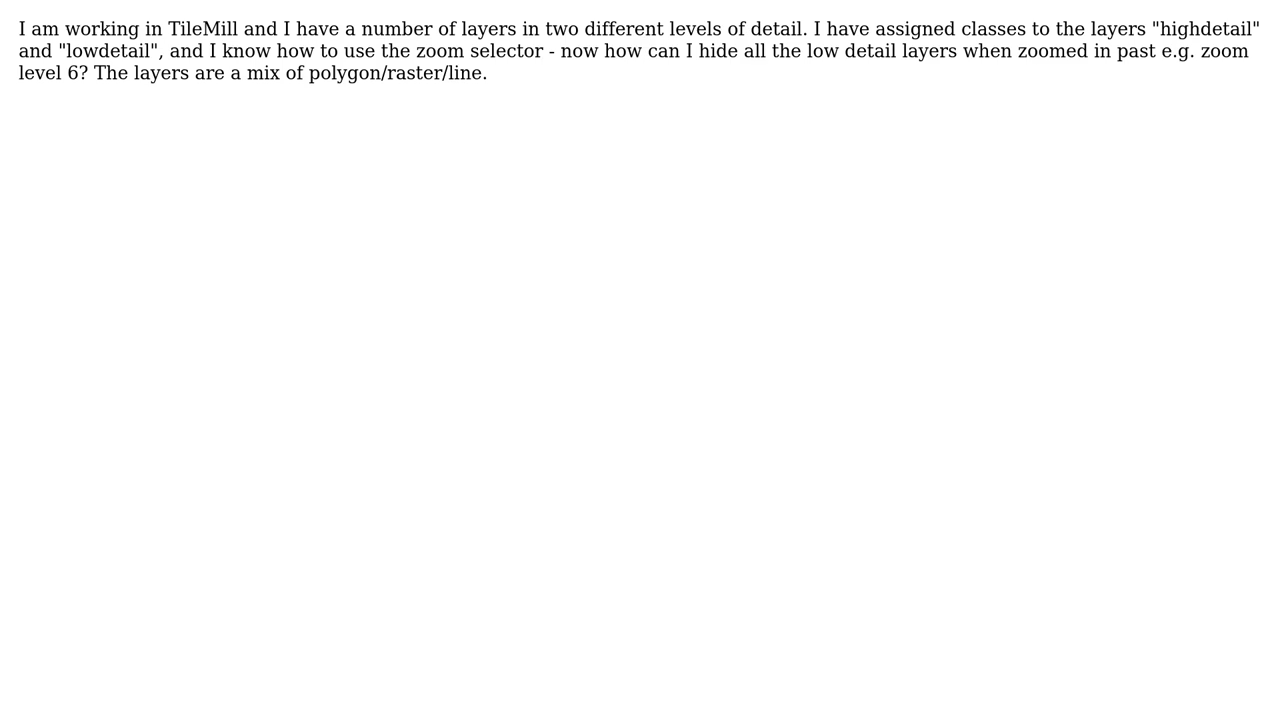 I am working in TileMill and I have a number of layers in two different levels of detail. I have assigned classes to the layers "highdetail"
and "lowdetail", and I know how to use the zoom selector - now how can I hide all the low detail layers when zoomed in past e.g. zoom
level 6? The layers are a mix of polygon/raster/line.